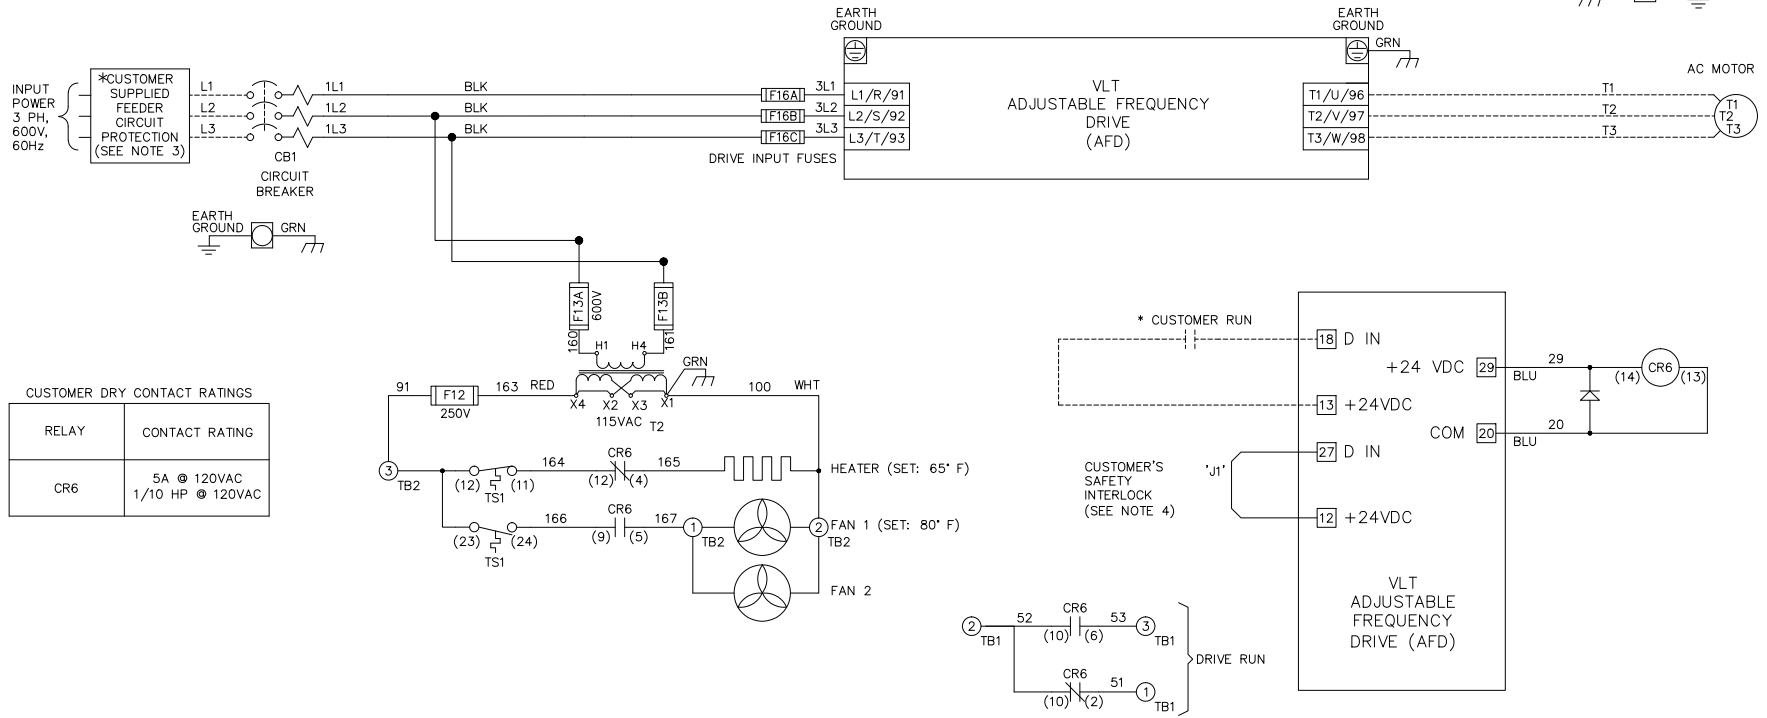 EARTH
GROUND
EARTH
GROUND
GRN
INPUT
POWER
3 PH,
600V,
60Hz
*CUSTOMER
SUPPLIED
FEEDER
CIRCUIT
PROTECTION
(SEE NOTE 3)
L1
L2
L3
1L1
1L2
1L3
CB1
CIRCUIT
BREAKER
BLK
BLK
BLK
F16A
F16B
F16C
3L1
3L2
3L3
DRIVE INPUT FUSES
L1/R/91
L2/S/92
L3/T/93
VLT
ADJUSTABLE FREQUENCY
DRIVE
(AFD)
T1/U/96
T2/V/97
T3/W/98
T1
T2
T3
AC MOTOR
T1
T2
T3
EARTH
GROUND
GRN
F13A
600V
F13B
160
161
H1
H4
GRN
91
F12
250V
163
RED
X4
X2
X3
X1
115VAC
T2
100
WHT
3
TB2
(12)
TS1
(11)
164
CR6
(12)
(4)
165
HEATER (SET: 65° F)
(23)
TS1
(24)
166
CR6
(9)
(5)
167
1
TB2
2
TB2
FAN 1 (SET: 80° F)
FAN 2
CUSTOMER DRY CONTACT RATINGS
RELAY
CONTACT RATING
CR6
5A @ 120VAC
1/10 HP @ 120VAC
* CUSTOMER RUN
18
D IN
13
+24VDC
27
D IN
12
+24VDC
CUSTOMER'S
SAFETY
INTERLOCK
(SEE NOTE 4)
'J1'
+24 VDC
29
29
BLU
COM
20
20
BLU
(14)
CR6
(13)
VLT
ADJUSTABLE
FREQUENCY
DRIVE (AFD)
2
TB1
52
CR6
(10)
(6)
53
3
TB1
CR6
(10)
(2)
51
1
TB1
DRIVE RUN